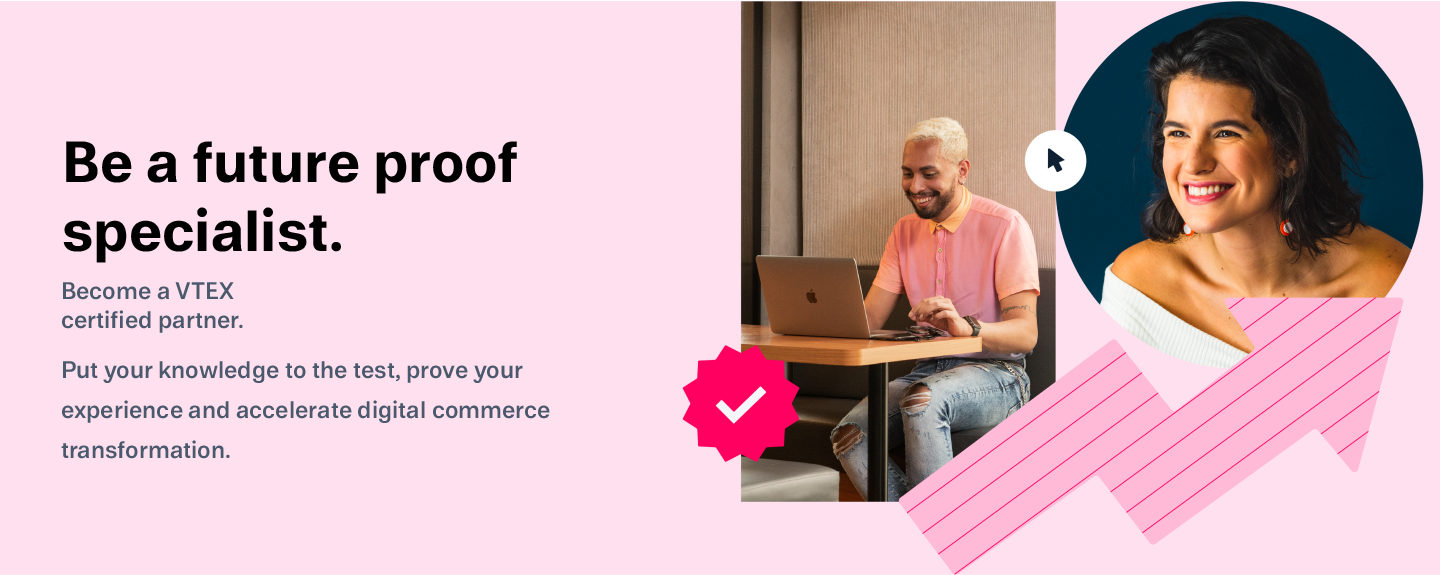 Be a future proof
specialist.
Become a VTEX
certified partner.
Put your knowledge to the test, prove your
experience and accelerate digital commerce
transformation.